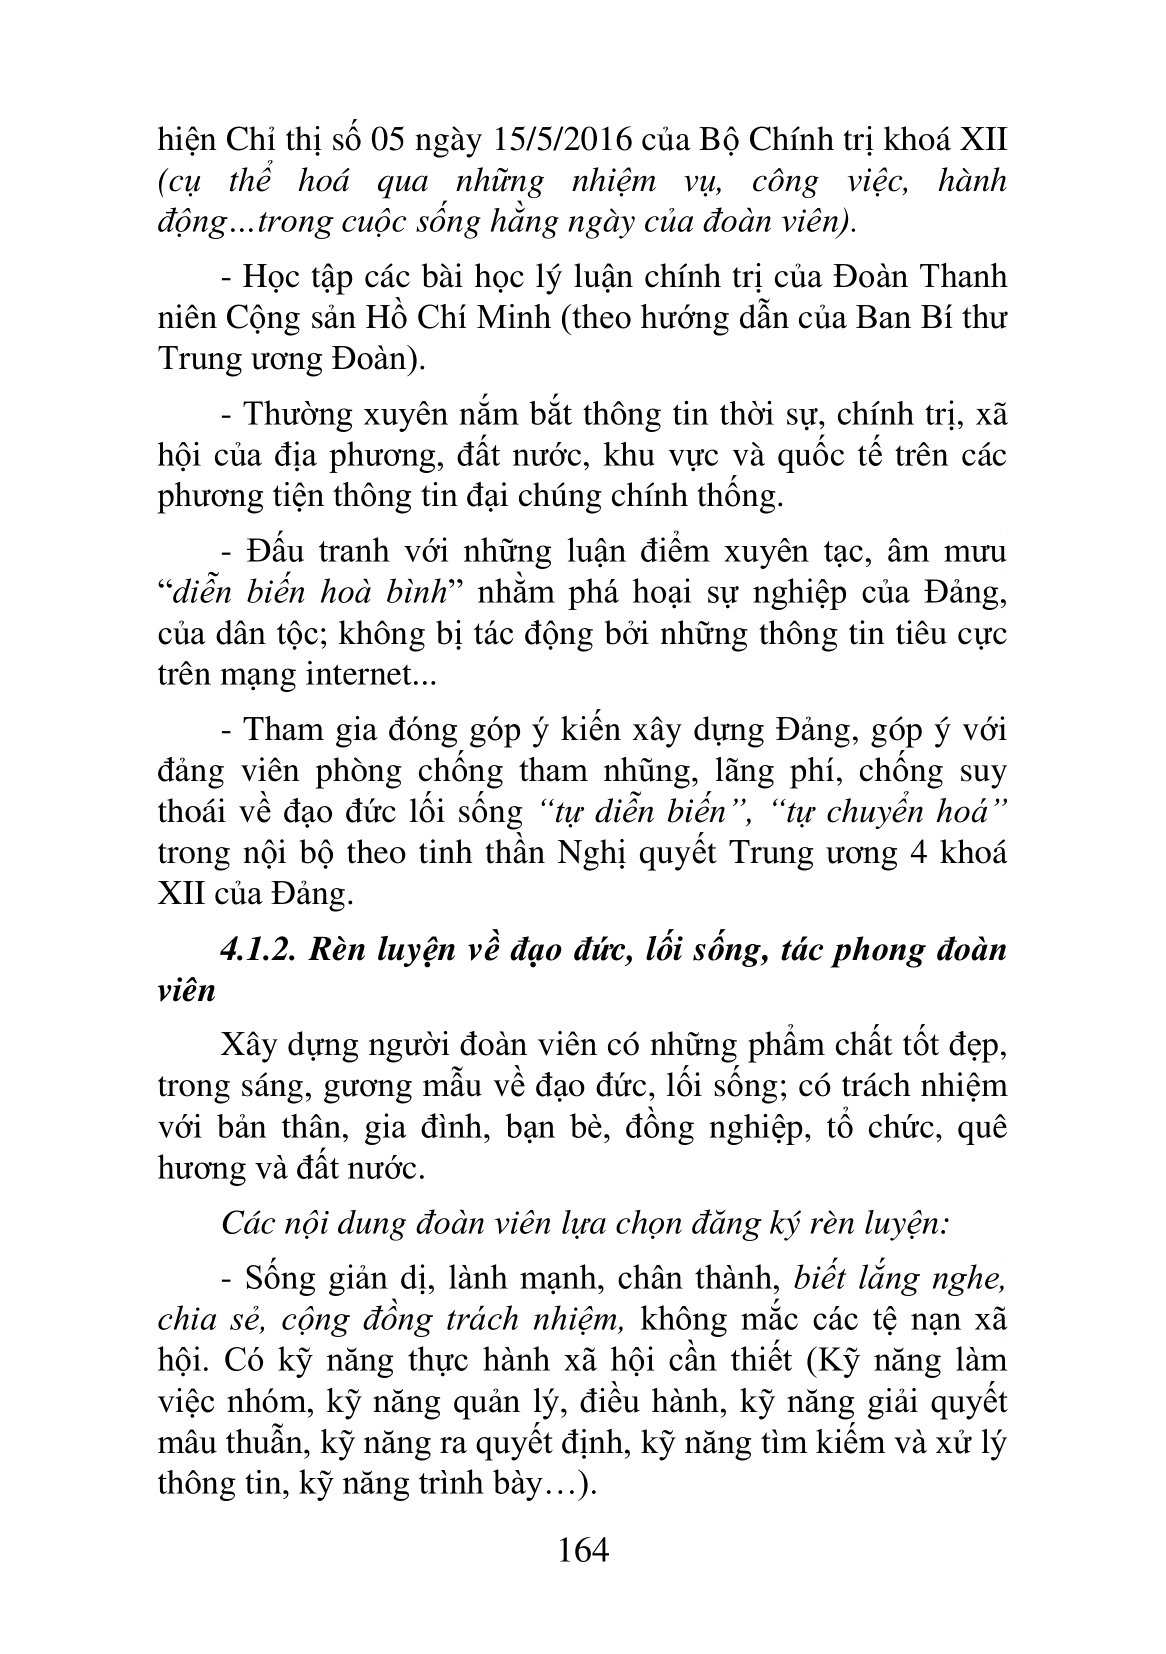 hiện Chỉ thị số 05 ngày 15/5/2016 của Bộ Chính trị khoá XII
(cụ thể hoá qua những nhiệm vụ, công việc, hành
động…trong cuộc sống hằng ngày của đoàn viên).
- Học tập các bài học lý luận chính trị của Đoàn Thanh
niên Cộng sản Hồ Chí Minh (theo hướng dẫn của Ban Bí thư
Trung ương Đoàn).
- Thường xuyên nắm bắt thông tin thời sự, chính trị, xã
hội của địa phương, đất nước, khu vực và quốc tế trên các
phương tiện thông tin đại chúng chính thống.
- Đấu tranh với những luận điểm xuyên tạc, âm mưu
“diễn biến hoà bình” nhằm phá hoại sự nghiệp của Đảng,
của dân tộc; không bị tác động bởi những thông tin tiêu cực
trên mạng internet...
- Tham gia đóng góp ý kiến xây dựng Đảng, góp ý với
đảng viên phòng chống tham nhũng, lãng phí, chống suy
thoái về đạo đức lối sống “tự diễn biến”, “tự chuyển hoá”
trong nội bộ theo tinh thần Nghị quyết Trung ương 4 khoá
XII của Đảng.
4.1.2. Rèn luyện về đạo đức, lối sống, tác phong đoàn
viên
Xây dựng người đoàn viên có những phẩm chất tốt đẹp,
trong sáng, gương mẫu về đạo đức, lối sống; có trách nhiệm
với bản thân, gia đình, bạn bè, đồng nghiệp, tổ chức, quê
hương và đất nước.
Các nội dung đoàn viên lựa chọn đăng ký rèn luyện:
- Sống giản dị, lành mạnh, chân thành, biết lắng nghe,
chia sẻ, cộng đồng trách nhiệm, không mắc các tệ nạn xã
hội. Có kỹ năng thực hành xã hội cần thiết (Kỹ năng làm
việc nhóm, kỹ năng quản lý, điều hành, kỹ năng giải quyết
mâu thuẫn, kỹ năng ra quyết định, kỹ năng tìm kiếm và xử lý
thông tin, kỹ năng trình bày…).
164